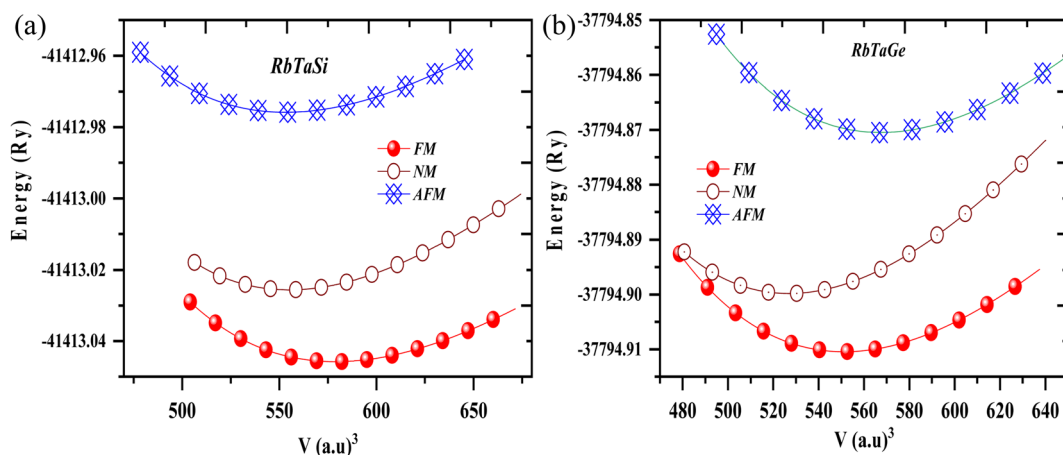 (a)
RbTaSi
Energy (Ry)
-41412.96
-41412.98
-41413.00
-41413.02
-41413.04
FM
NM
AFM
500 550 600 650
V (a.u)³
(b)
RbTaGe
Energy (Ry)
-37794.85
-37794.86
-37794.87
-37794.88
-37794.89
-37794.90
-37794.91
FM
NM
AFM
480 500 520 540 560 580 600 620 640
V (a.u)³